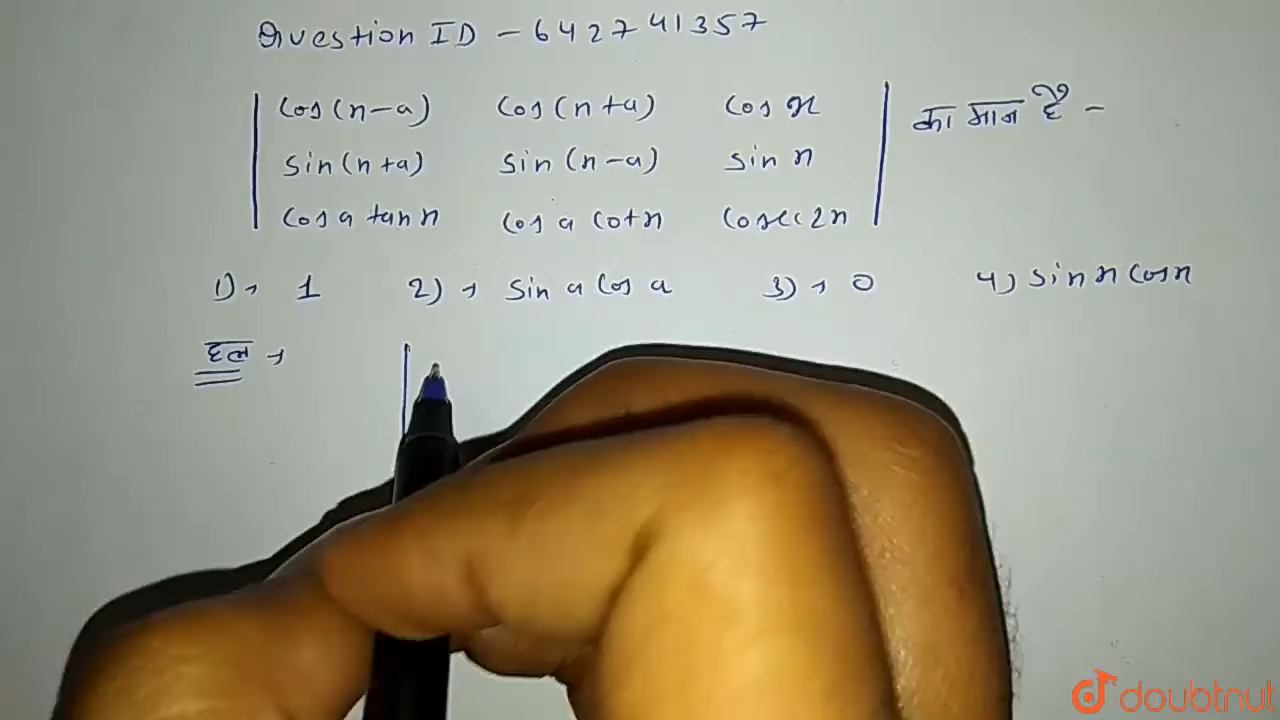 Question ID - 642741357
cos(n-a) cos(n+a) cos x का मान है -
sin(n+a) sin(n-a) sin n
cos a tan n cos a cot n cosec 2n
1) → 1 2) → sin a cos a 3) → 0 4) sin n cos n
हल →
doubtnut